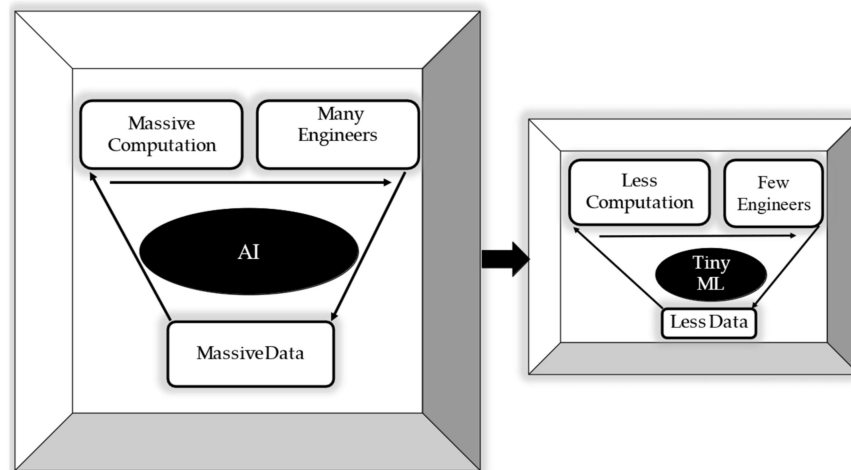 Massive
Computation
Many
Engineers
AI
MassiveData
Less
Computation
Few
Engineers
Tiny
ML
Less Data